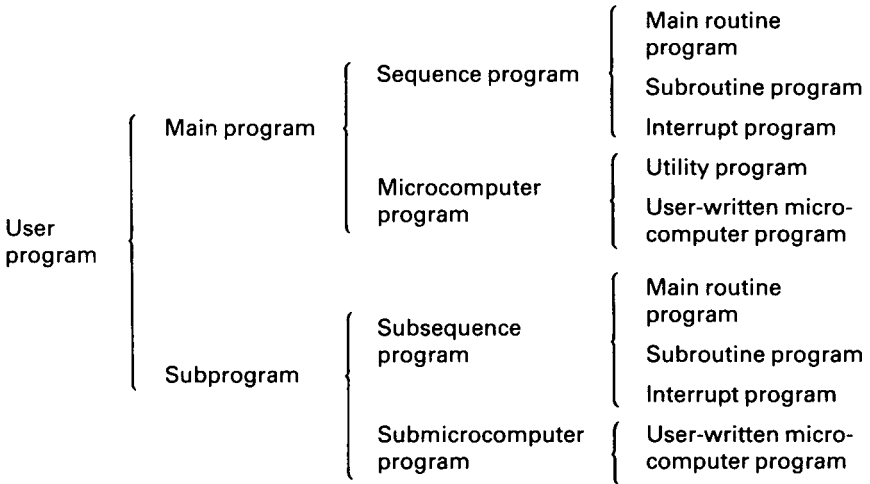 User
program
Main program
Sequence program
Main routine
program
Subroutine program
Interrupt program
Microcomputer
program
Utility program
User-written micro-
computer program
Subprogram
Subsequence
program
Main routine
program
Subroutine program
Interrupt program
Submicrocomputer
program
User-written micro-
computer program